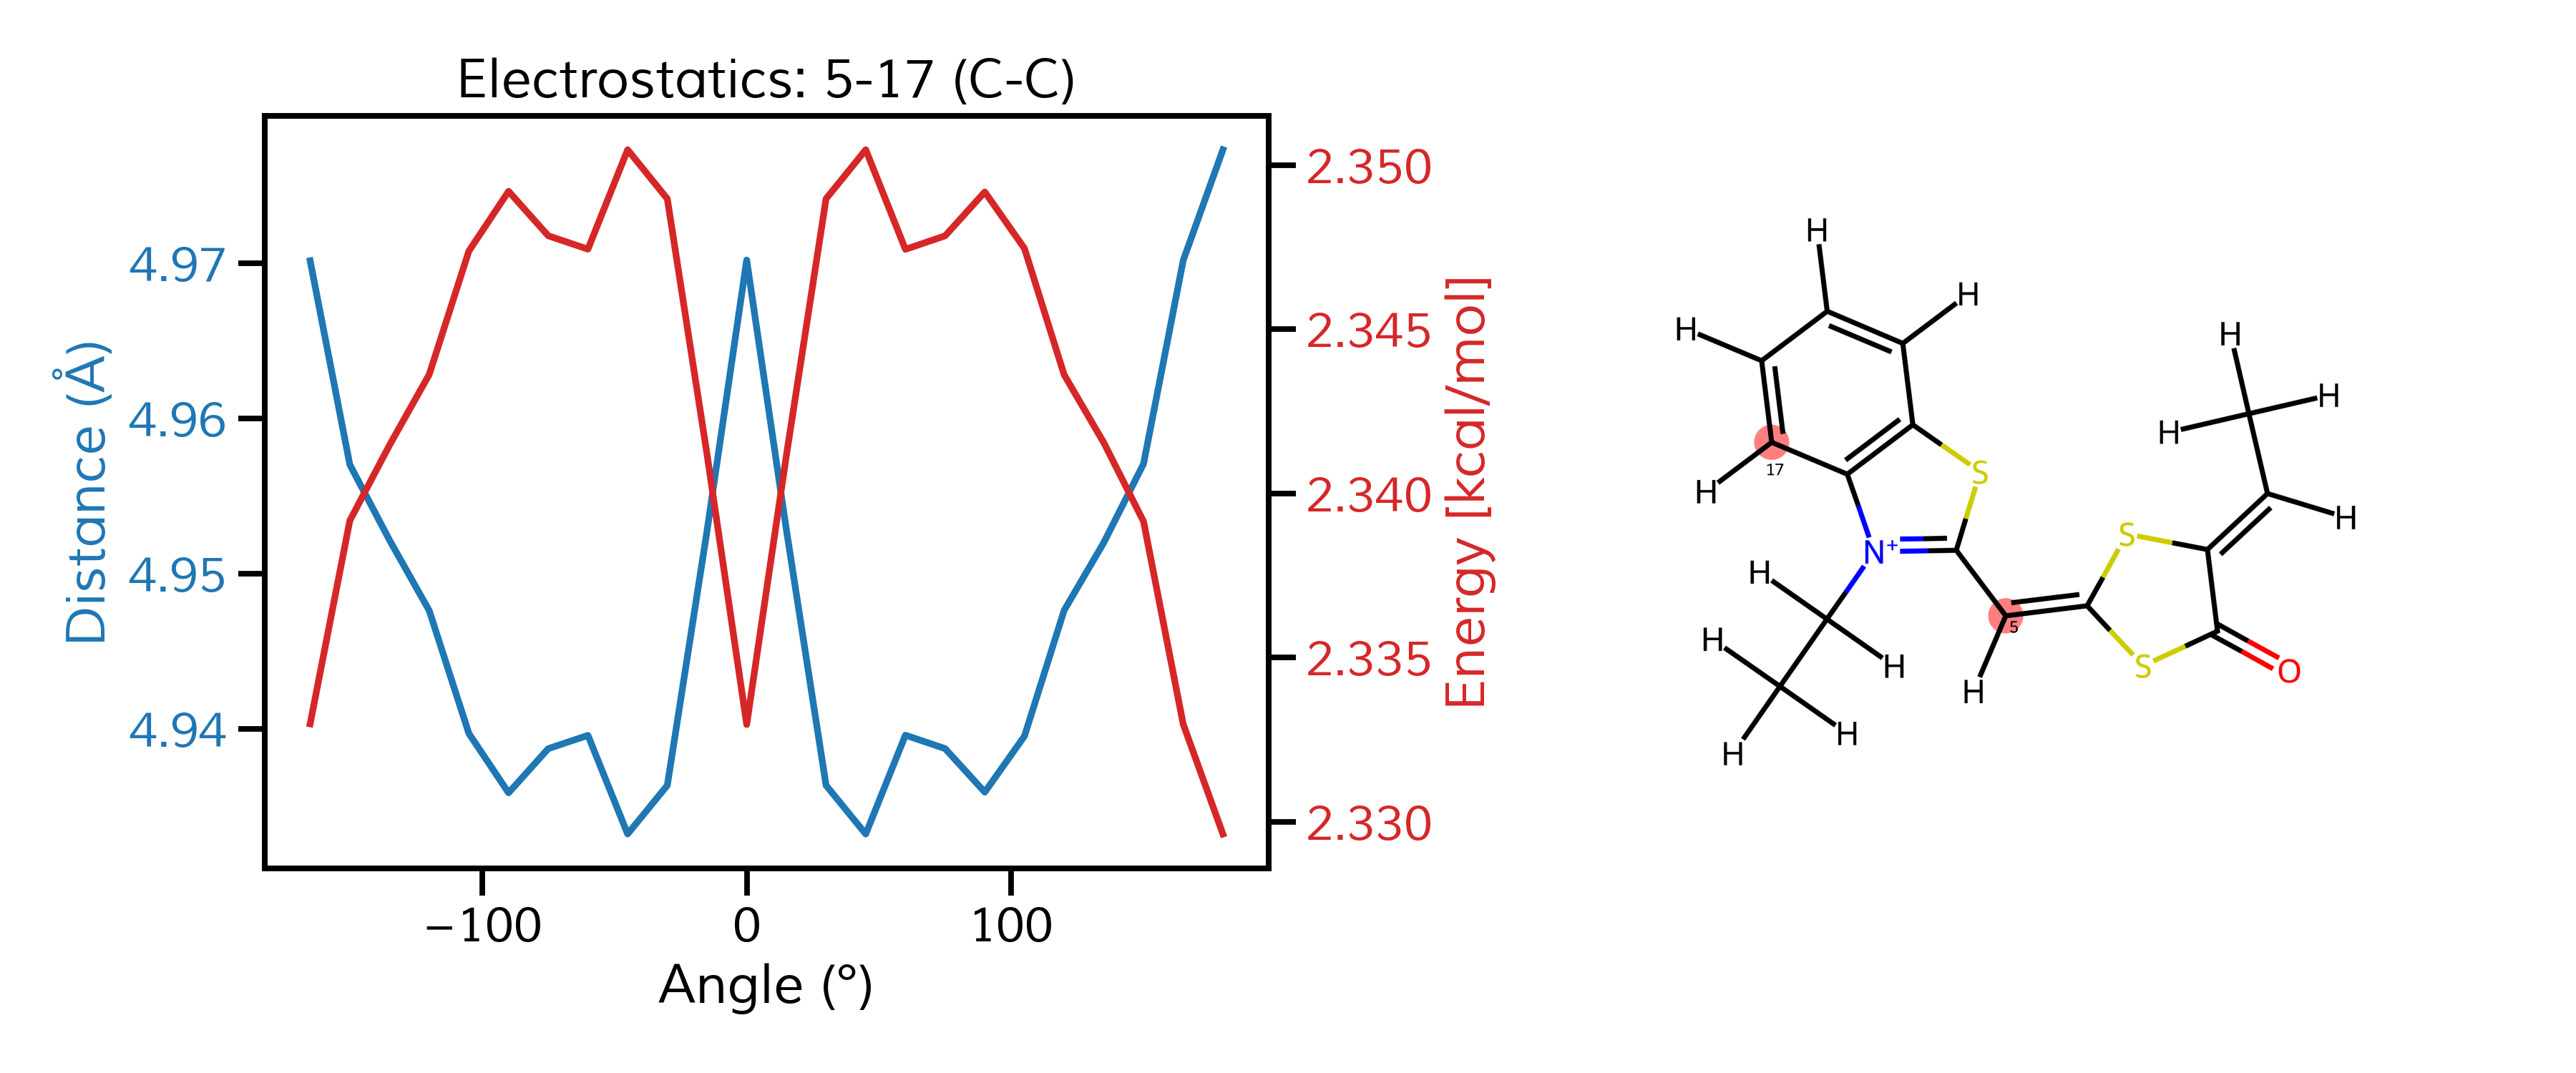 Electrostatics: 5-17 (C-C)
Distance (Å)
4.97
4.96
4.95
4.94
2.350
2.345
2.340
2.335
2.330
Energy [kcal/mol]
−100
0
100
Angle (°)
H
H
H
H
H
H
H
17
S
H
H
S
N+
H
5
H
H
S
O
H
H
H
H